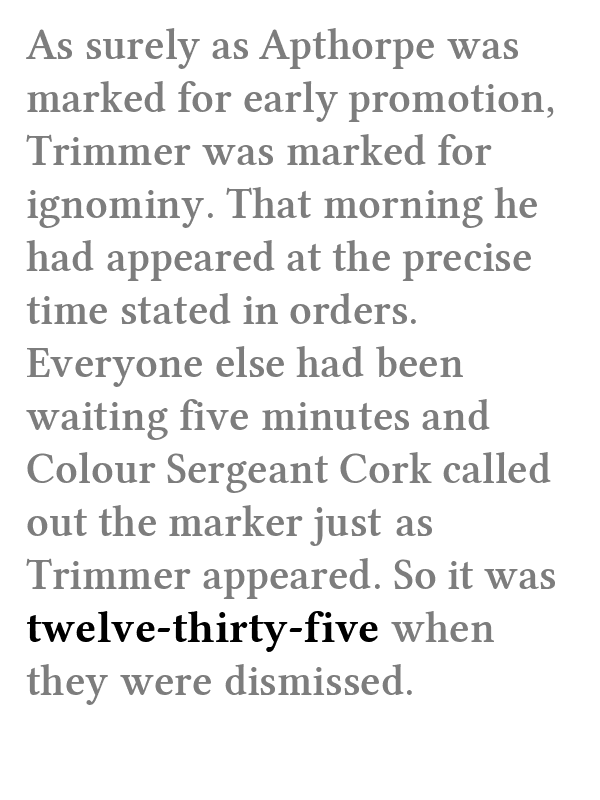 As surely as Apthorpe was
marked for early promotion,
Trimmer was marked for
ignominy. That morning he
had appeared at the precise
time stated in orders.
Everyone else had been
waiting five minutes and
Colour Sergeant Cork called
out the marker just as
Trimmer appeared. So it was
twelve-thirty-five when
they were dismissed.